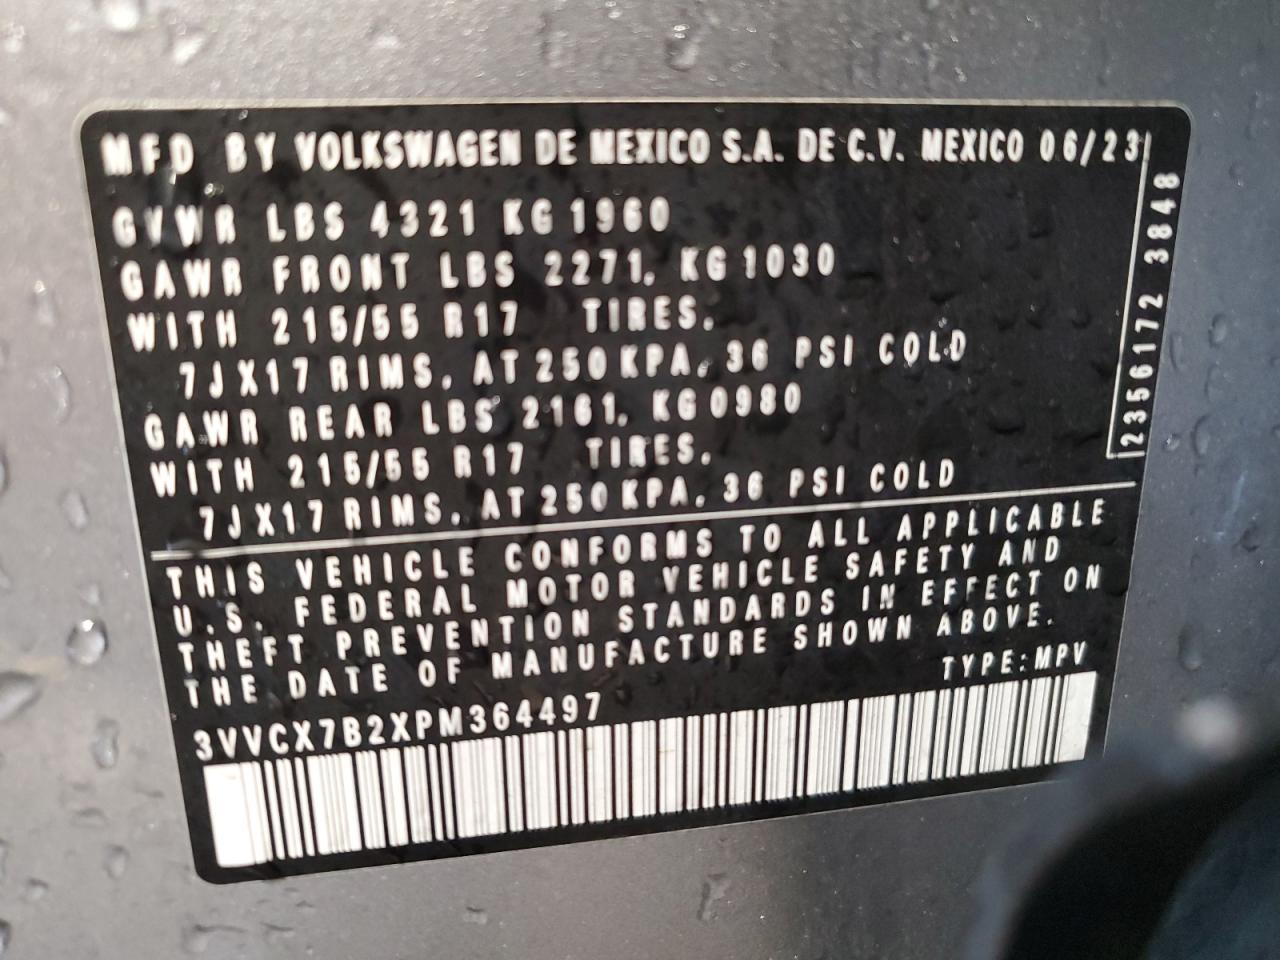 MFD BY VOLKSWAGEN DE MEXICO S.A. DE C.V. MEXICO 06/23
GVWR LBS 4321 KG 1960
GAWR FRONT LBS 2271, KG 1030
WITH 215/55 R17 TIRES,
7JX17 RIMS, AT 250 KPA, 36 PSI COLD
GAWR REAR LBS 2161, KG 0980
WITH 215/55 R17 TIRES,
7JX17 RIMS, AT 250 KPA, 36 PSI COLD
2356172 3848
THIS VEHICLE CONFORMS TO ALL APPLICABLE
U.S. FEDERAL MOTOR VEHICLE SAFETY AND
THEFT PREVENTION STANDARDS IN EFFECT ON
THE DATE OF MANUFACTURE SHOWN ABOVE.
TYPE: MPV
3VVCX7B2XPM364497